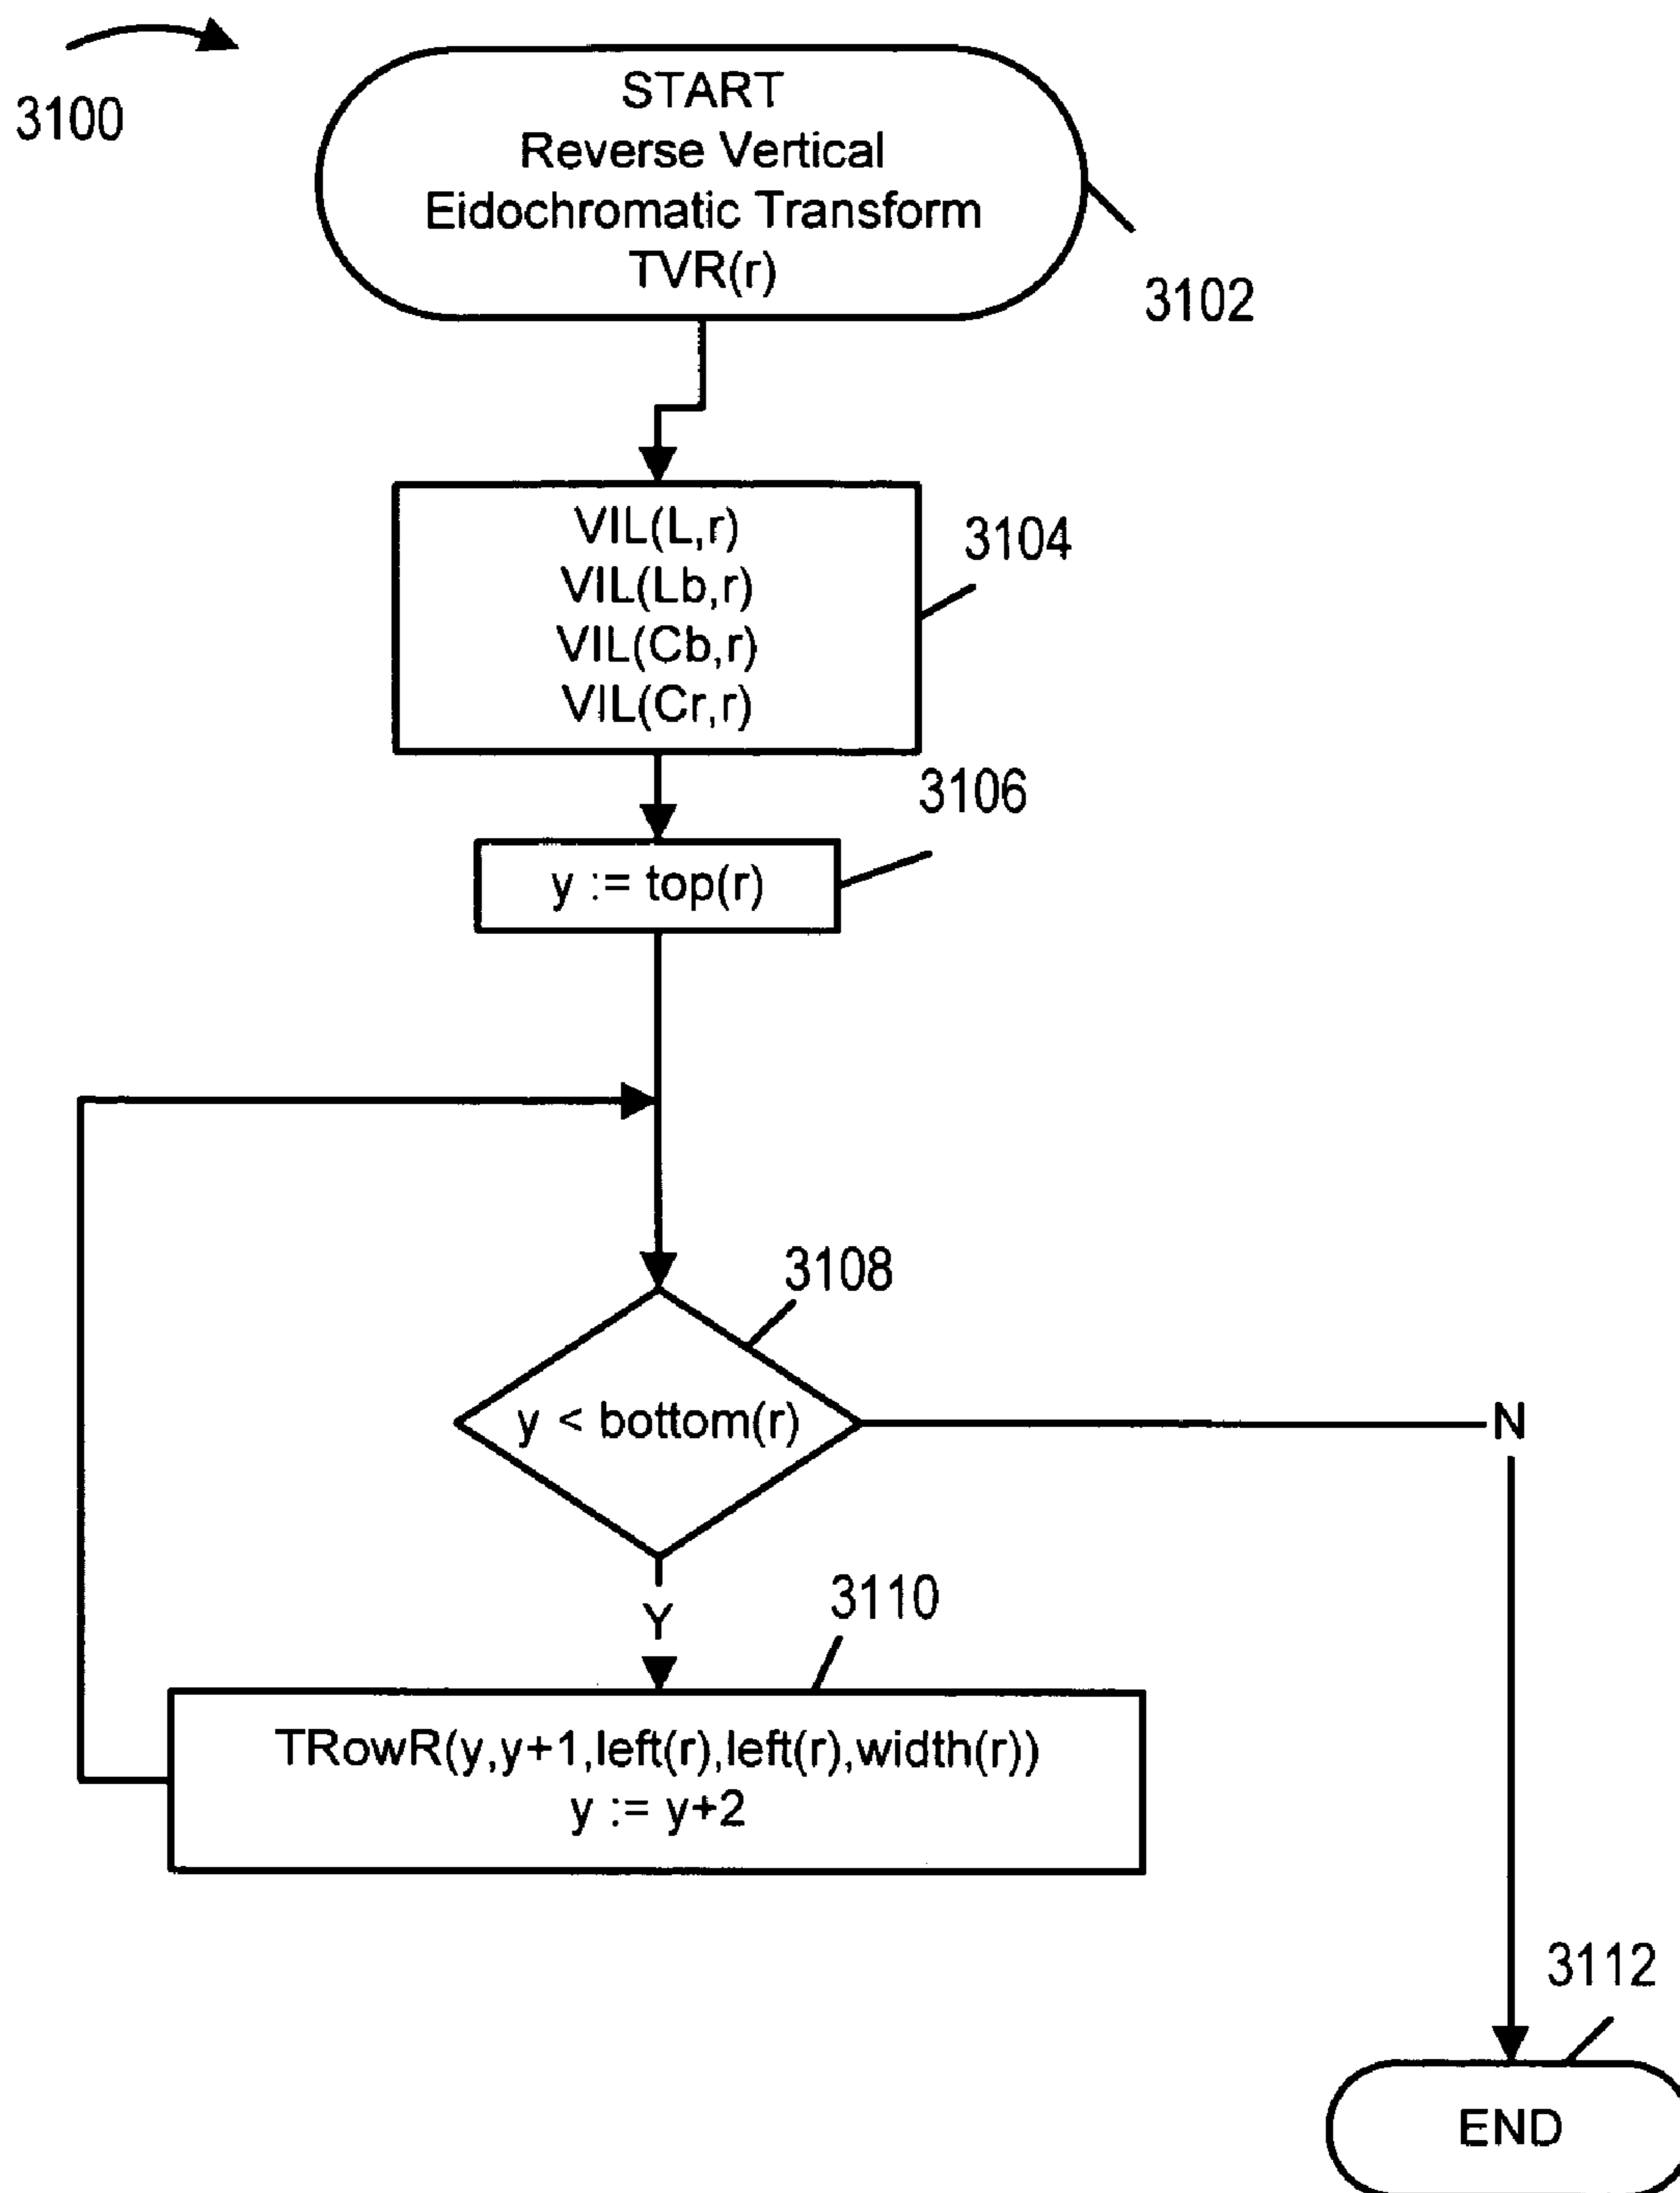 3100
START
Reverse Vertical
Eidochromatic Transform
TVR(r)
3102
VIL(L,r)
VIL(Lb,r)
VIL(Cb,r)
VIL(Cr,r)
3104
3106
y := top(r)
3108
y < bottom(r)
N
Y
3110
TRowR(y,y+1,left(r),left(r),width(r))
y := y+2
3112
END